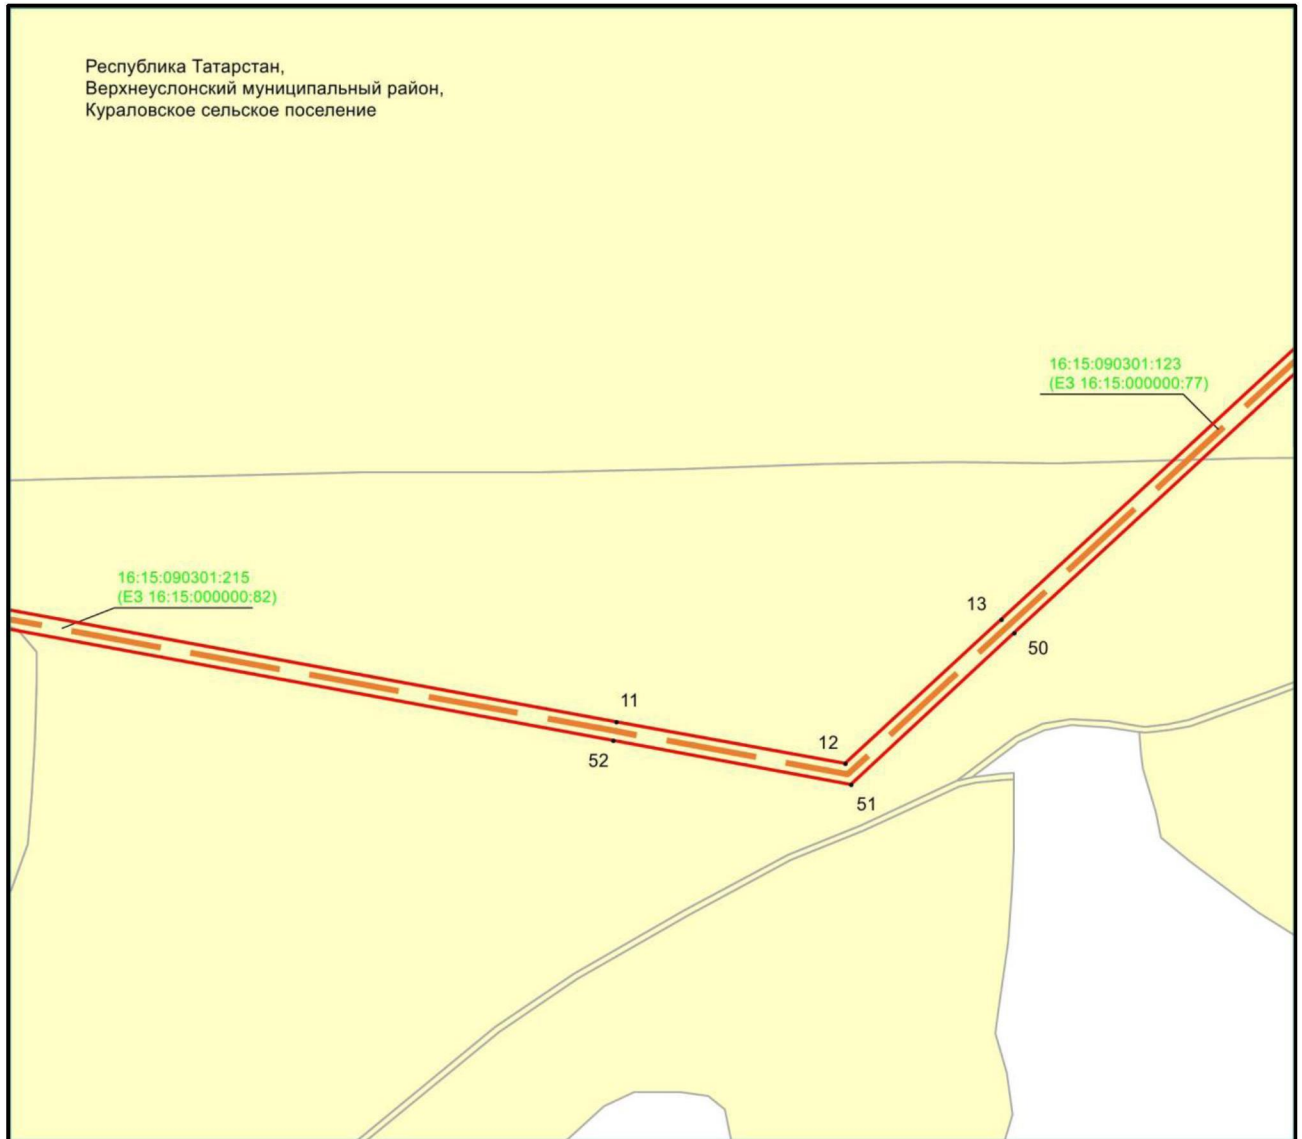 Республика Татарстан,
Верхнеуслонский муниципальный район,
Кураловское сельское поселение
16:15:090301:123
(ЕЗ 16:15:000000:77)
16:15:090301:215
(ЕЗ 16:15:000000:82)
13
50
11
12
52
51